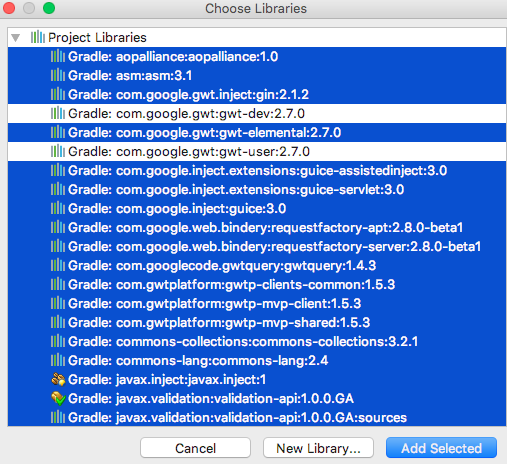 Choose Libraries
Project Libraries
Gradle: aopalliance:aopalliance:1.0
Gradle: asm:asm:3.1
Gradle: com.google.gwt.inject:gin:2.1.2
Gradle: com.google.gwt:gwt-dev:2.7.0
Gradle: com.google.gwt:gwt-elemental:2.7.0
Gradle: com.google.gwt:gwt-user:2.7.0
Gradle: com.google.inject.extensions:guice-assistedinject:3.0
Gradle: com.google.inject.extensions:guice-servlet:3.0
Gradle: com.google.inject:guice:3.0
Gradle: com.google.web.bindery:requestfactory-apt:2.8.0-beta1
Gradle: com.google.web.bindery:requestfactory-server:2.8.0-beta1
Gradle: com.googlecode.gwtquery:gwtquery:1.4.3
Gradle: com.gwtplatform:gwtp-clients-common:1.5.3
Gradle: com.gwtplatform:gwtp-mvp-client:1.5.3
Gradle: com.gwtplatform:gwtp-mvp-shared:1.5.3
Gradle: commons-collections:commons-collections:3.2.1
Gradle: commons-lang:commons-lang:2.4
Gradle: javax.inject:javax.inject:1
Gradle: javax.validation:validation-api:1.0.0.GA
Gradle: javax.validation:validation-api:1.0.0.GA:sources
Cancel New Library... Add Selected